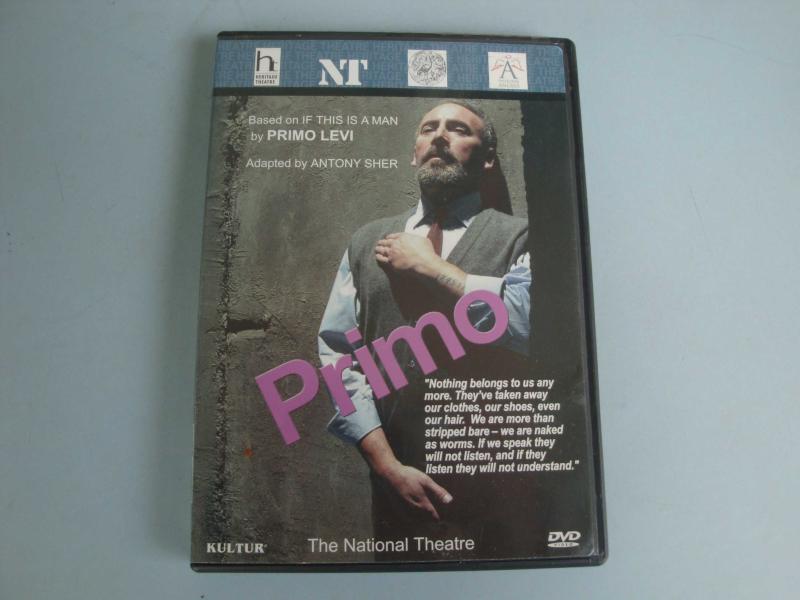 HERITAGE
THEATRE
NT
Based on IF THIS IS A MAN
by PRIMO LEVI
Adapted by ANTONY SHER
Primo
"Nothing belongs to us any
more. They've taken away
our clothes, our shoes, even
our hair. We are more than
stripped bare – we are naked
as worms. If we speak they
will not listen, and if they
listen they will not understand."
KULTUR
The National Theatre
DVD
VIDEO